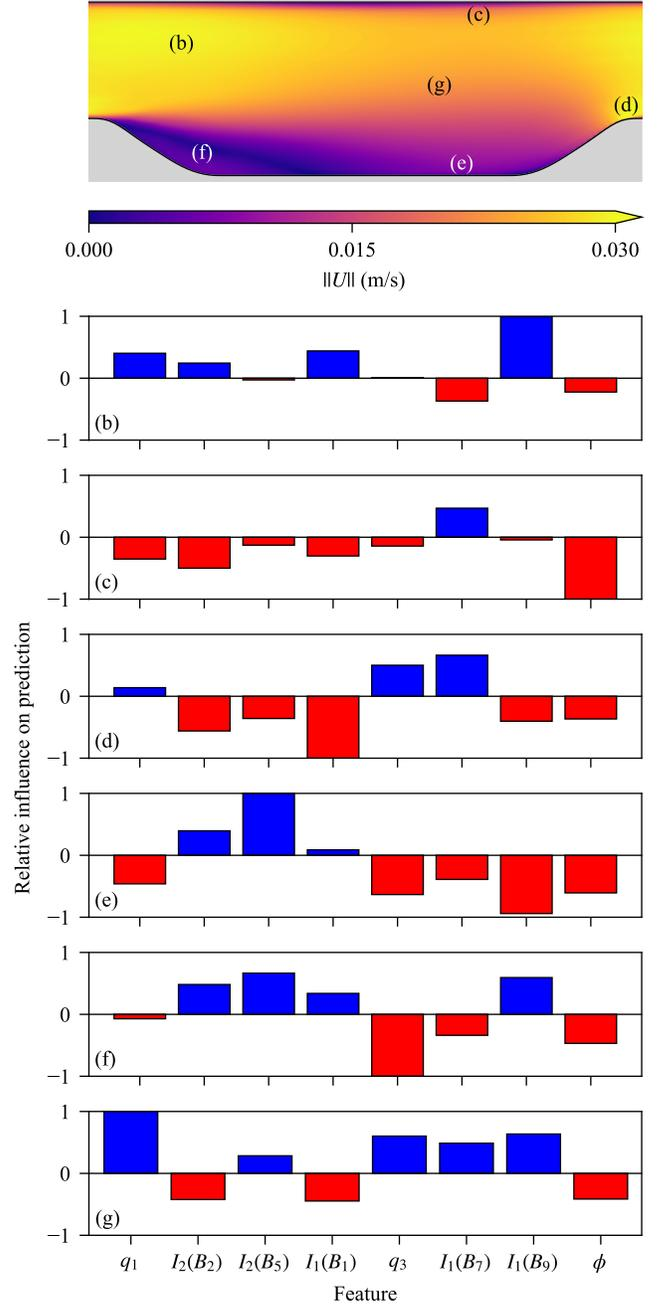 (c)
(b)
(g)
(d)
(f)
(e)
0.000 0.015 0.030
||U|| (m/s)
1
0
−1
(b)
1
0
−1
(c)
1
0
−1
(d)
1
0
−1
(e)
1
0
−1
(f)
1
0
−1
(g)
Relative influence on prediction
q₁ I₂(B₂) I₂(B₅) I₁(B₁) q₃ I₁(B₇) I₁(B₉) ϕ
Feature